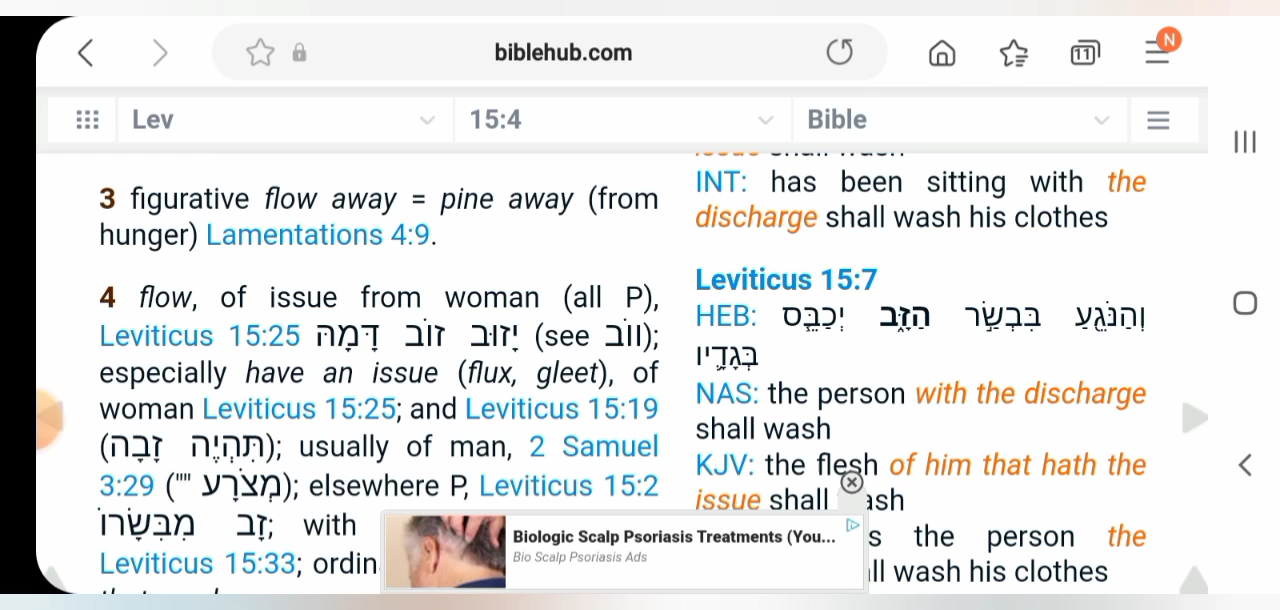 biblehub.com
11
N
Lev
15:4
Bible
3 figurative flow away = pine away (from
hunger) Lamentations 4:9.
4 flow, of issue from woman (all P),
Leviticus 15:25 יָזוּב זוֺב דָּמָהּ (see זוֺב);
especially have an issue (flux, gleet), of
woman Leviticus 15:25; and Leviticus 15:19
(תִּהְיֶה זָבָה); usually of man, 2 Samuel
3:29 ("" מְצֹרָע); elsewhere P, Leviticus 15:2
זָב מִבְּשָׂרוֺ; with
Leviticus 15:33; ordin
INT: has been sitting with the
discharge shall wash his clothes
Leviticus 15:7
HEB: וְהַנֹּגֵ֖עַ בִּבְשַׂ֣ר הַזָּ֑ב יְכַבֵּ֧ס
בְּגָדָ֛יו
NAS: the person with the discharge
shall wash
KJV: the flesh of him that hath the
issue shall ash
s the person the
ll wash his clothes
Biologic Scalp Psoriasis Treatments (You...
Bio Scalp Psoriasis Ads